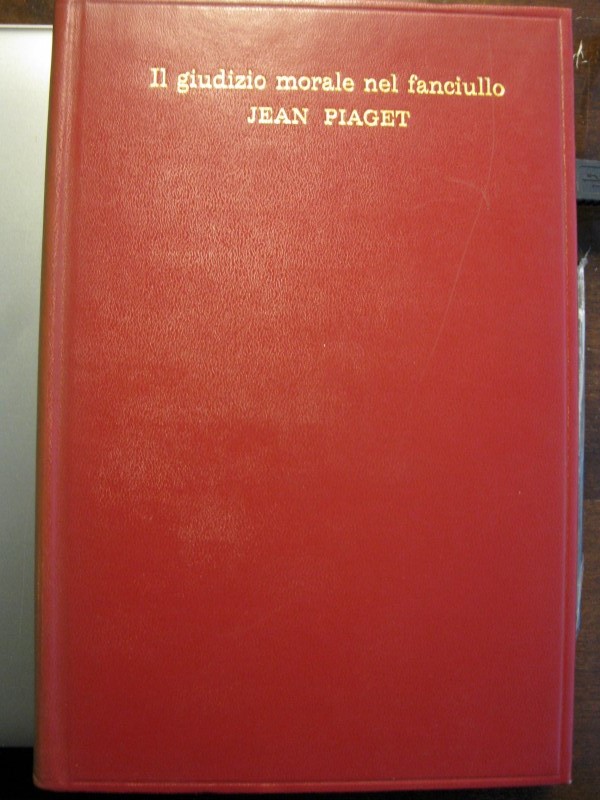 Il giudizio morale nel fanciullo
JEAN PIAGET